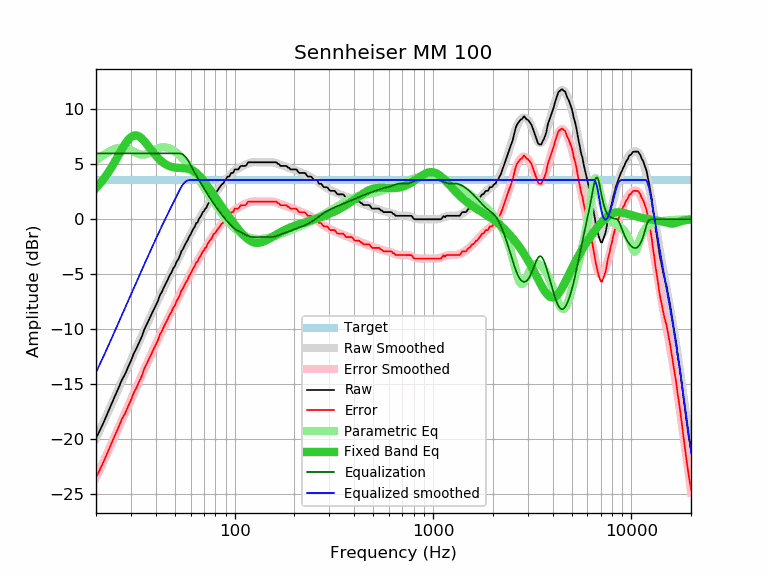 Sennheiser MM 100
10
5
0
−5
−10
−15
−20
−25
Amplitude (dBr)
Target
Raw Smoothed
Error Smoothed
Raw
Error
Parametric Eq
Fixed Band Eq
Equalization
Equalized smoothed
100
1000
10000
Frequency (Hz)